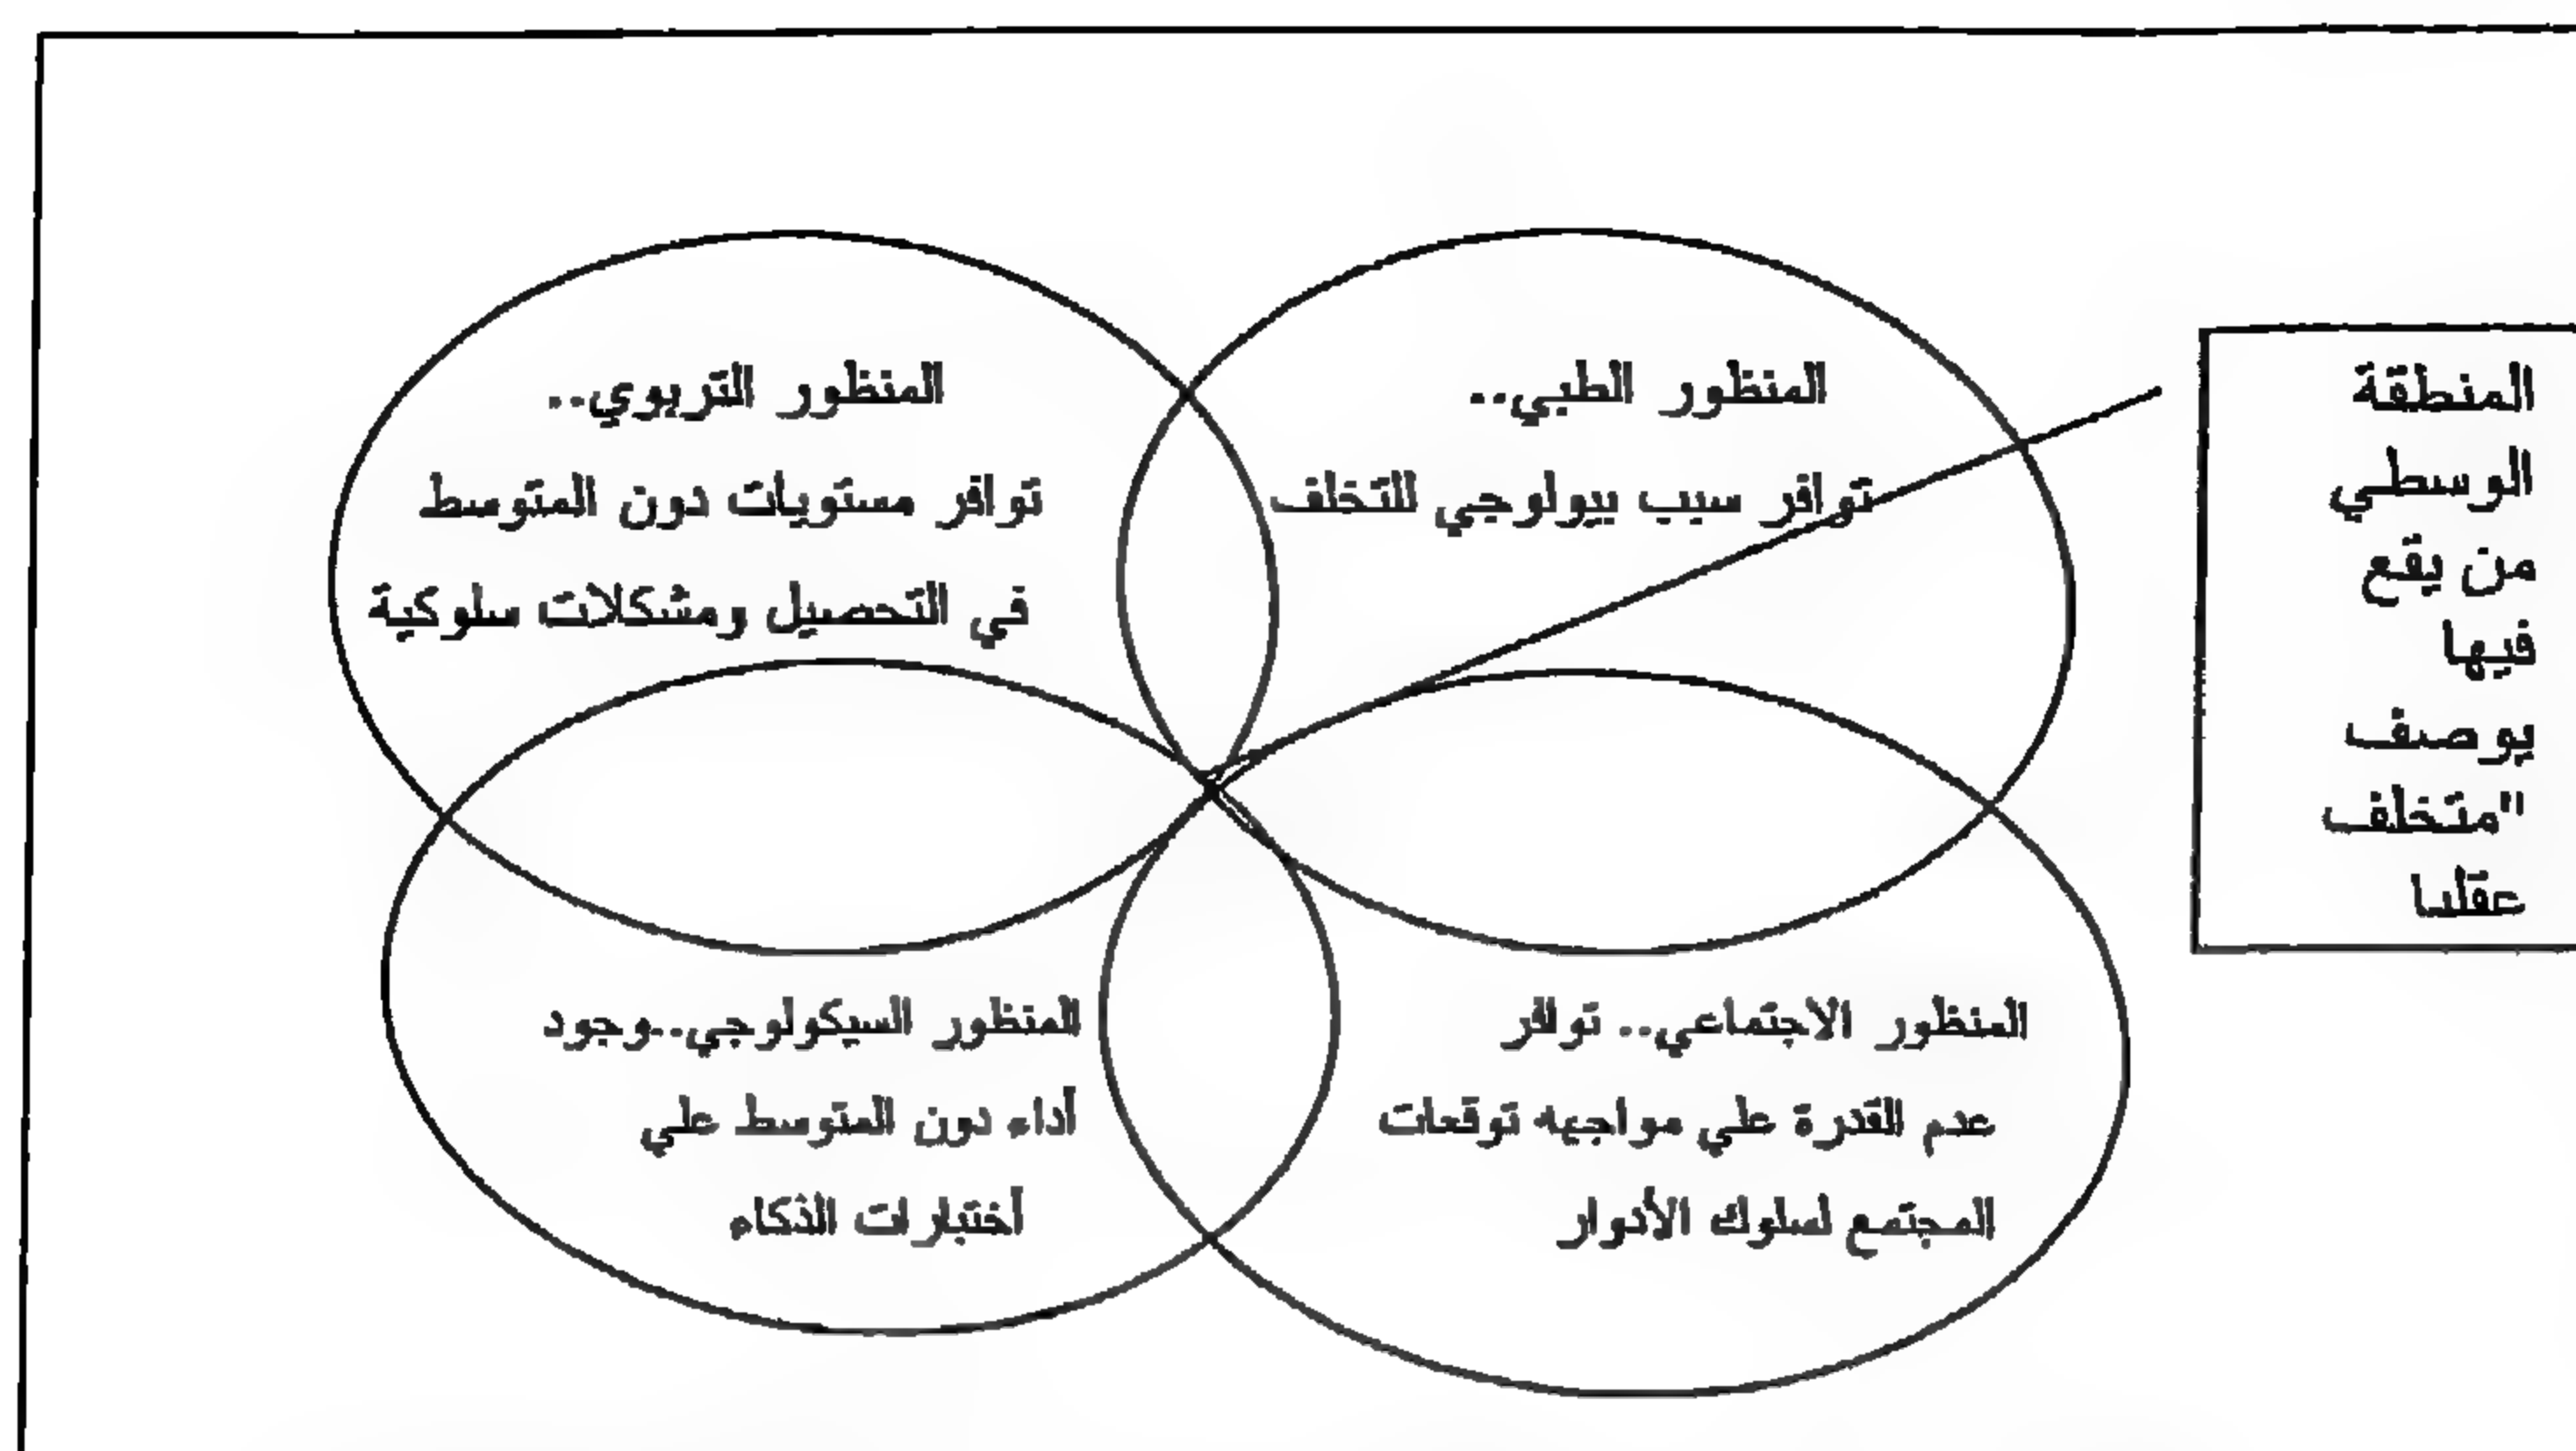 المنظور الطبي..
توافر سبب بيولوجي للتخلف
المنظور التربوي..
توافر مستويات دون المتوسط
في التحصيل ومشكلات سلوكية
المنطقة
الوسطي
من يقع
فيها
يوصف
"متخلف
عقليا
المنظور الاجتماعي.. توافر
عدم القدرة علي مواجهه توقعات
المجتمع لسلوك الأدوار
المنظور السيكولوجي..وجود
أداء دون المتوسط علي
أختبارات الذكاء